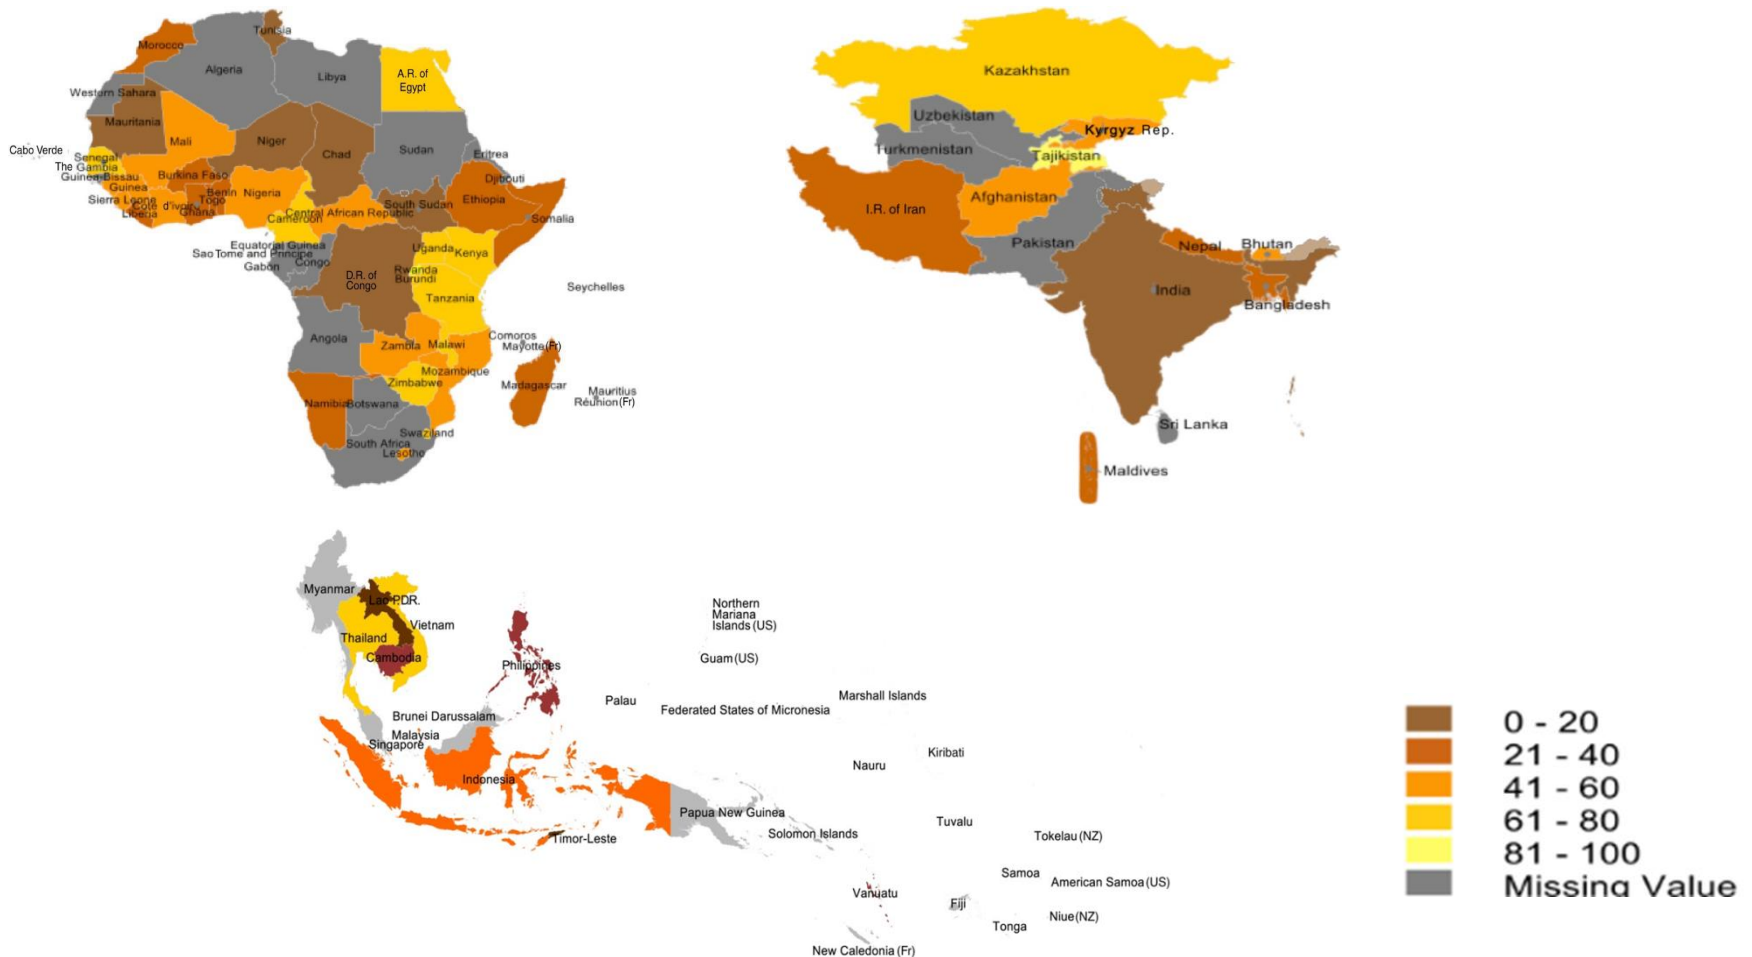 Tunisia
Morocco
Algeria
Libya
A.R. of
Egypt
Western Sahara
Mauritania
Mali
Niger
Chad
Sudan
Eritrea
Cabo Verde
Senegal
The Gambia
Guinea-Bissau
Guinea
Sierra Leone
Liberia
Burkina Faso
Cote d'Ivoire
Ghana
Togo
Benin
Nigeria
Cameroon
Central African Republic
South Sudan
Ethiopia
Djibouti
Somalia
Equatorial Guinea
Sao Tome and Principe
Gabon
Congo
D.R. of
Congo
Uganda
Kenya
Rwanda
Burundi
Tanzania
Seychelles
Angola
Zambia
Malawi
Comoros
Mayotte (Fr)
Mozambique
Zimbabwe
Madagascar
Mauritius
Réunion (Fr)
Namibia
Botswana
Swaziland
South Africa
Lesotho
Kazakhstan
Uzbekistan
Kyrgyz Rep.
Turkmenistan
Tajikistan
Afghanistan
I.R. of Iran
Pakistan
Nepal
Bhutan
India
Bangladesh
Sri Lanka
Maldives
Myanmar
Lao P.D.R.
Vietnam
Thailand
Cambodia
Philippines
Northern
Mariana
Islands (US)
Guam (US)
Palau
Federated States of Micronesia
Marshall Islands
Brunei Darussalam
Malaysia
Singapore
Indonesia
Kiribati
Nauru
Papua New Guinea
Solomon Islands
Tuvalu
Tokelau (NZ)
Timor-Leste
Samoa
American Samoa (US)
Vanuatu
Fiji
Niue (NZ)
Tonga
New Caledonia (Fr)
0 - 20
21 - 40
41 - 60
61 - 80
81 - 100
Missing Value